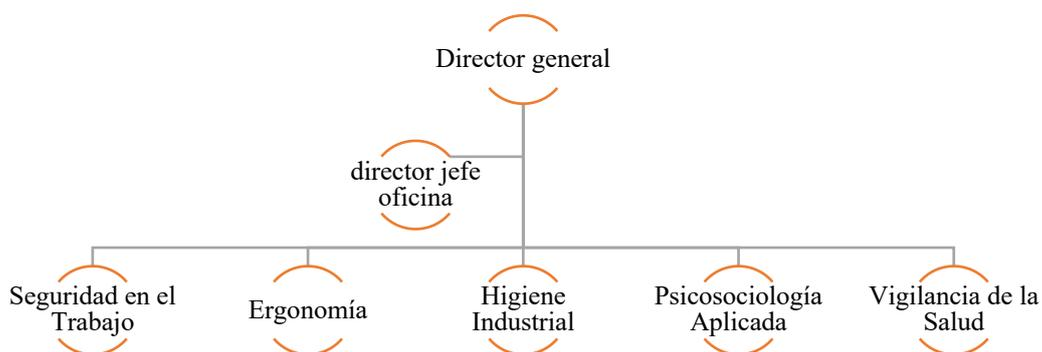 Director general
director jefe
oficina
Seguridad en el
Trabajo
Ergonomía
Higiene
Industrial
Psicosociología
Aplicada
Vigilancia de la
Salud